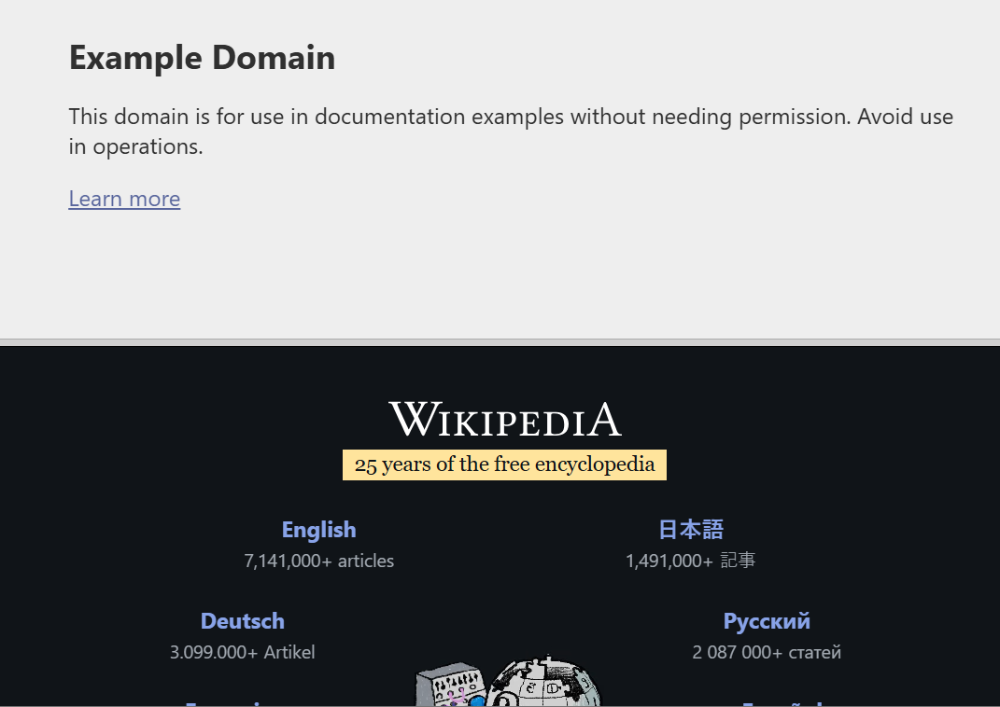 Example Domain
This domain is for use in documentation examples without needing permission. Avoid use
in operations.
Learn more
WIKIPEDIA
25 years of the free encyclopedia
English
7,141,000+ articles
日本語
1,491,000+ 記事
Deutsch
3.099.000+ Artikel
Русский
2 087 000+ статей